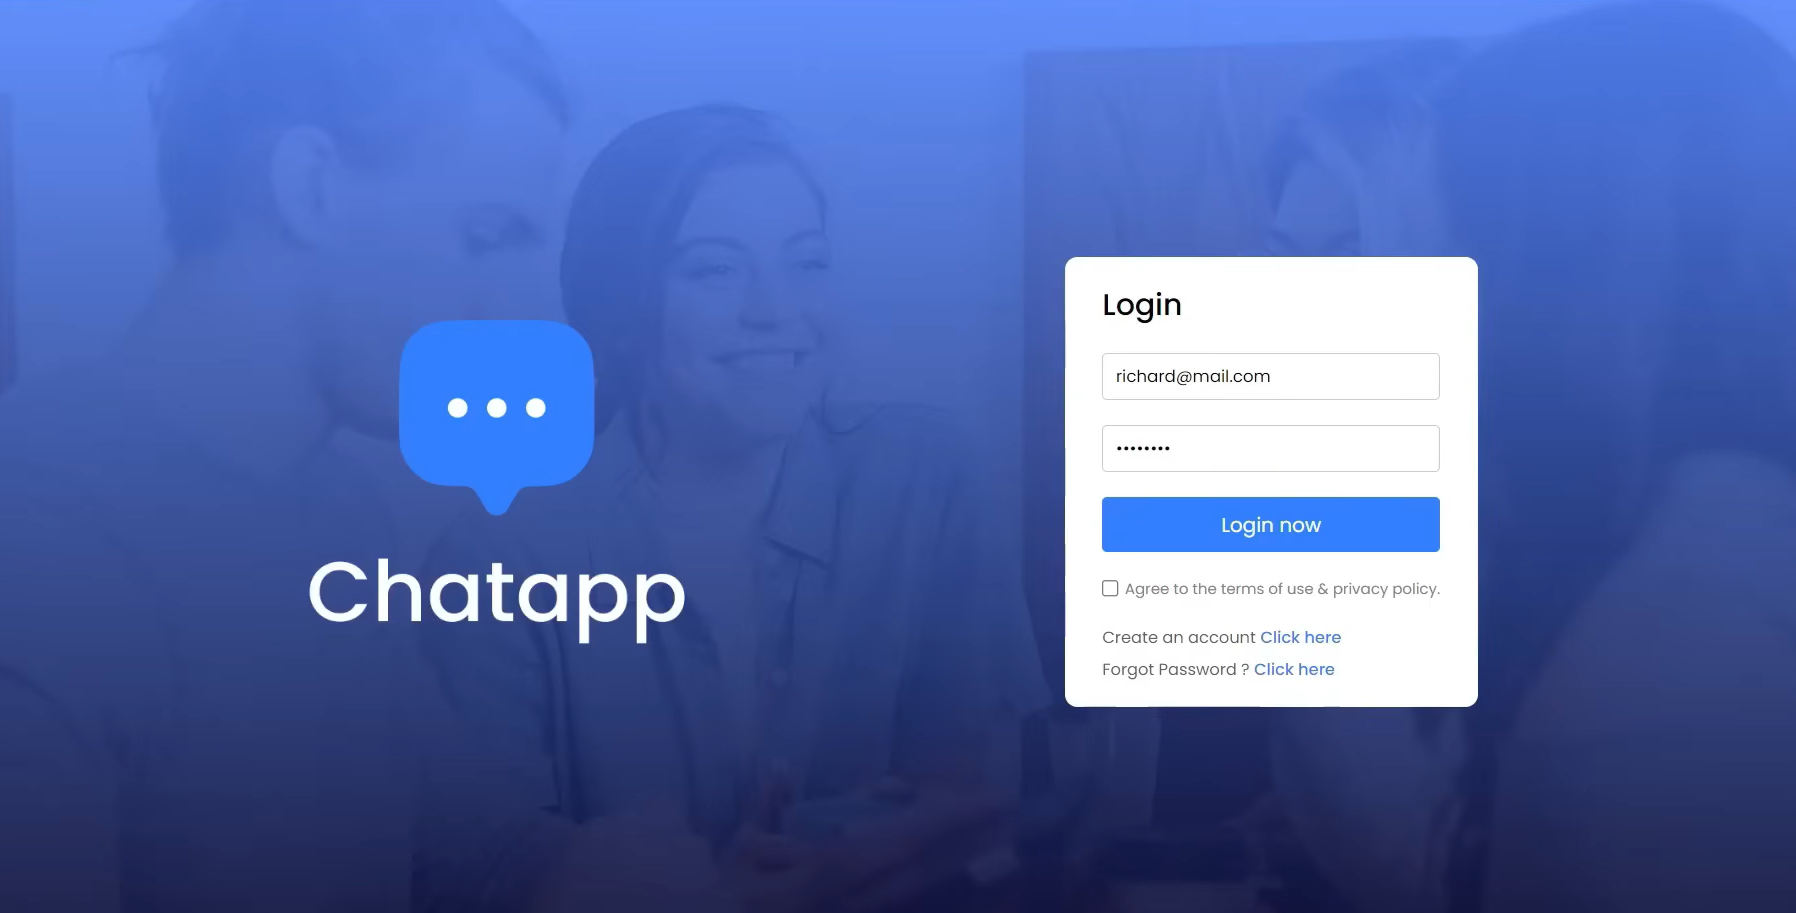 Chatapp
Login
richard@mail.com
••••••••
Login now
Agree to the terms of use & privacy policy.
Create an account Click here
Forgot Password ? Click here